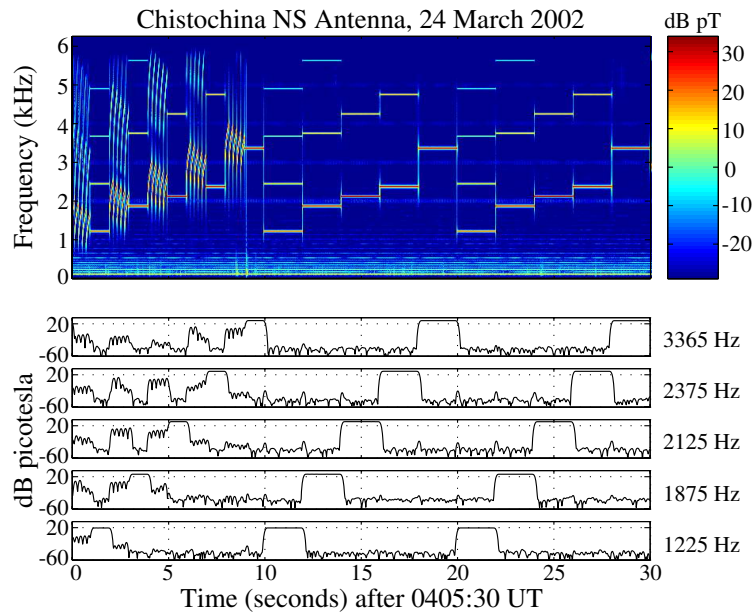 Chistochina NS Antenna, 24 March 2002
dB pT
Frequency (kHz)
6
5
4
3
2
1
0
30
20
10
0
-10
-20
dB picotesla
20
-60
3365 Hz
20
-60
2375 Hz
20
-60
2125 Hz
20
-60
1875 Hz
20
-60
1225 Hz
0 5 10 15 20 25 30
Time (seconds) after 0405:30 UT